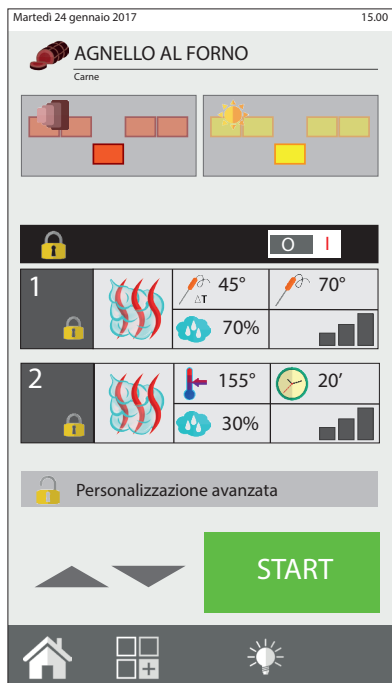 Martedì 24 gennaio 2017 15.00
AGNELLO AL FORNO
Carne
O I
1
ΔT 45° 70°
70%
2
155° 20’
30%
Personalizzazione avanzata
START